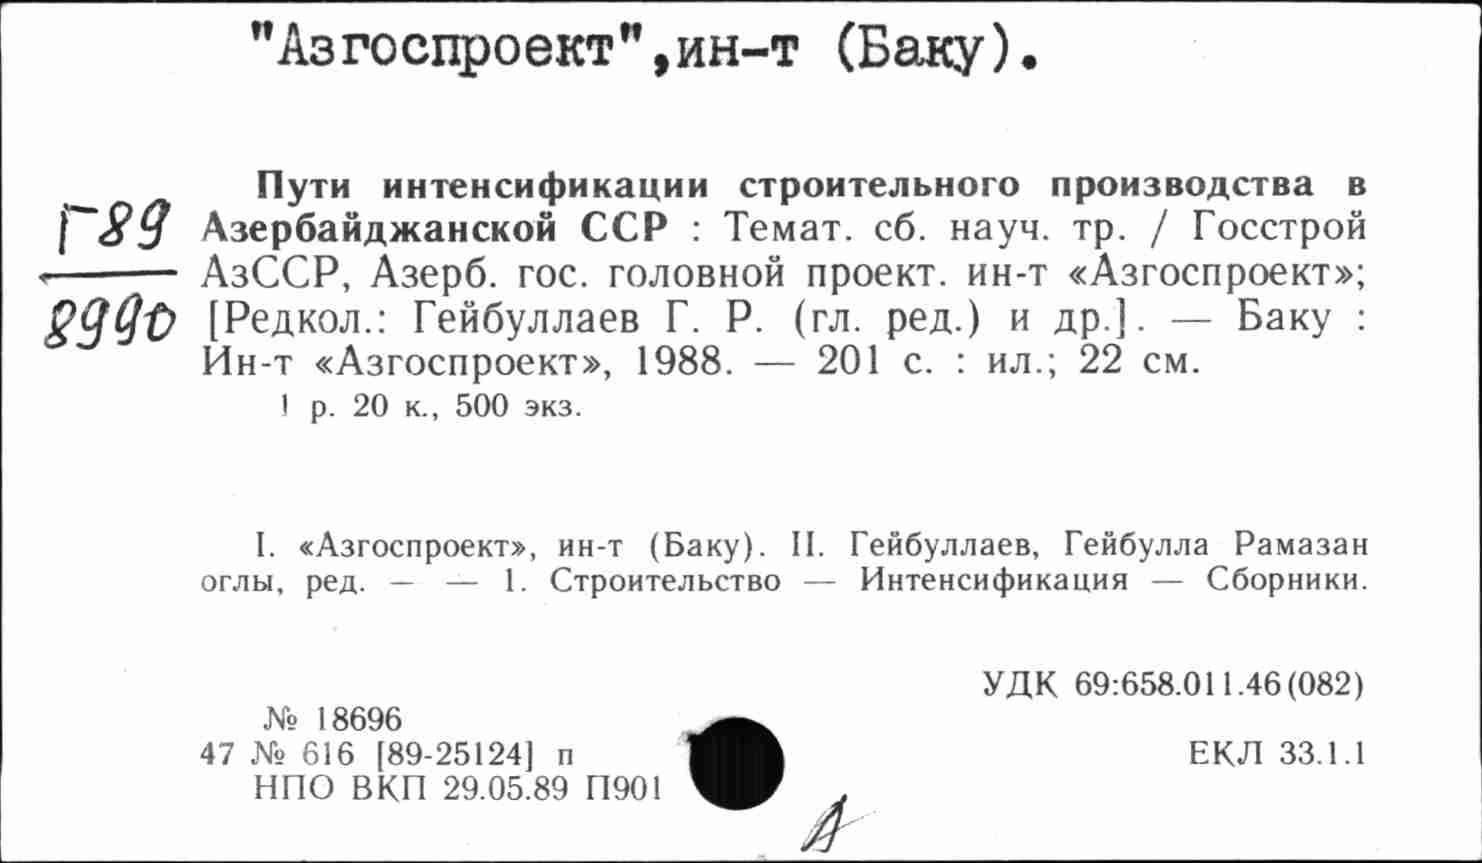 "Азгоспроект",ин-т (Баку).
Пути интенсификации строительного производства в
Г89 Азербайджанской ССР : Темат. сб. науч. тр. / Госстрой
АзССР, Азерб. гос. головной проект. ин-т «Азгоспроект»;
8990 [Редкол.: Гейбуллаев Г. Р. (гл. ред.) и др.]. — Баку :
Ин-т «Азгоспроект», 1988. — 201 с. : ил.; 22 см.
1 р. 20 к., 500 экз.
I. «Азгоспроект», ин-т (Баку). II. Гейбуллаев, Гейбулла Рамазан
оглы, ред. — — 1. Строительство — Интенсификация — Сборники.
УДК 69:658.011.46(082)
№ 18696
47 № 616 [89-25124] п
ЕКЛ 33.1.1
НПО ВКП 29.05.89 П901
А